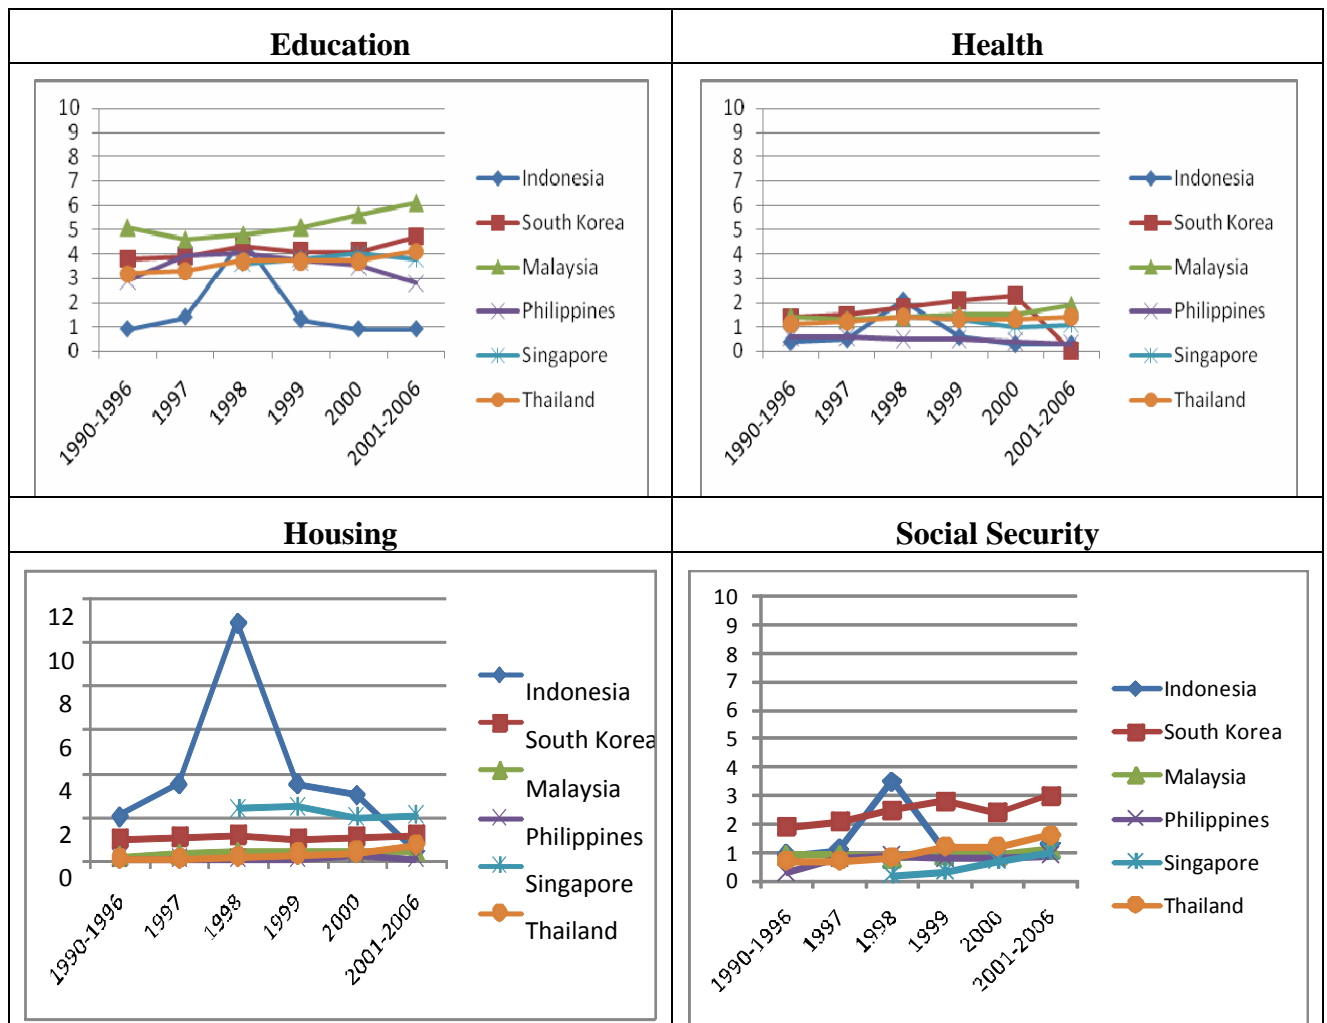 Education
10
9
8
7
6
5
4
3
2
1
0
1990-1996
1997
1998
1999
2000
2001-2006
Indonesia
South Korea
Malaysia
Philippines
Singapore
Thailand
Health
10
9
8
7
6
5
4
3
2
1
0
1990-1996
1997
1998
1999
2000
2001-2006
Indonesia
South Korea
Malaysia
Philippines
Singapore
Thailand
Housing
12
10
8
6
4
2
0
1990-1996
1997
1998
1999
2000
2001-2006
Indonesia
South Korea
Malaysia
Philippines
Singapore
Thailand
Social Security
10
9
8
7
6
5
4
3
2
1
0
1990-1996
1997
1998
1999
2000
2001-2006
Indonesia
South Korea
Malaysia
Philippines
Singapore
Thailand